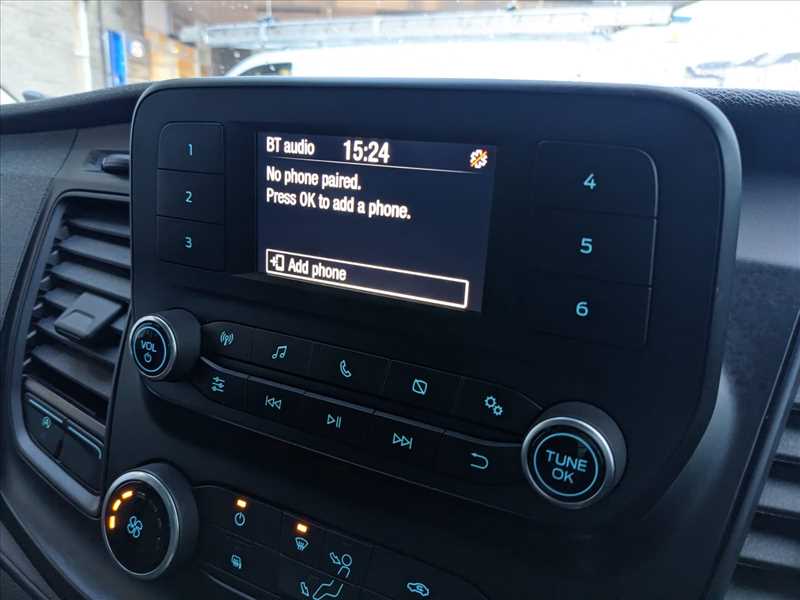 BT audio 15:24
No phone paired.
Press OK to add a phone.
Add phone
1
2
3
4
5
6
VOL
TUNE
OK